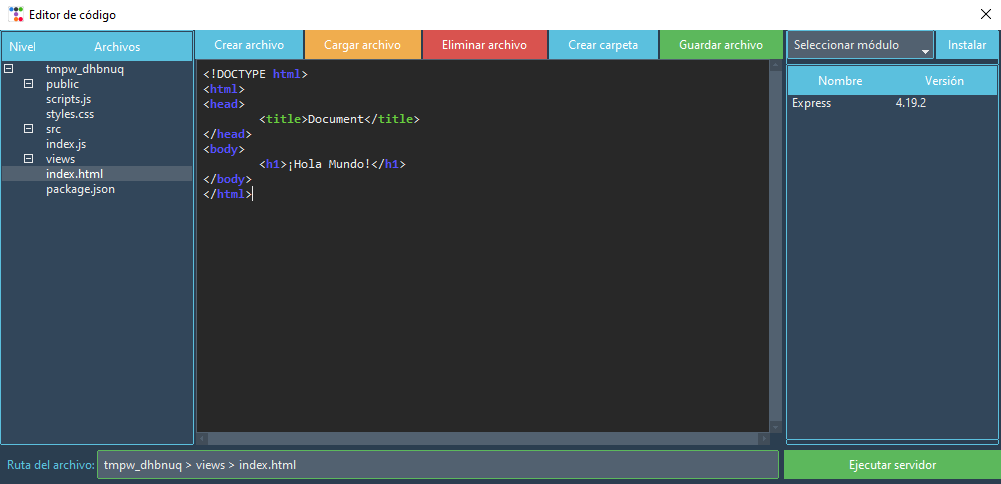 Editor de código
Nivel Archivos
tmpw_dhbnuq
public
scripts.js
styles.css
src
index.js
views
index.html
package.json
Crear archivo Cargar archivo Eliminar archivo Crear carpeta Guardar archivo
<!DOCTYPE html>
<html>
<head>
<title>Document</title>
</head>
<body>
<h1>¡Hola Mundo!</h1>
</body>
</html>
Seleccionar módulo Instalar
Nombre Versión
Express 4.19.2
Ruta del archivo: tmpw_dhbnuq > views > index.html
Ejecutar servidor